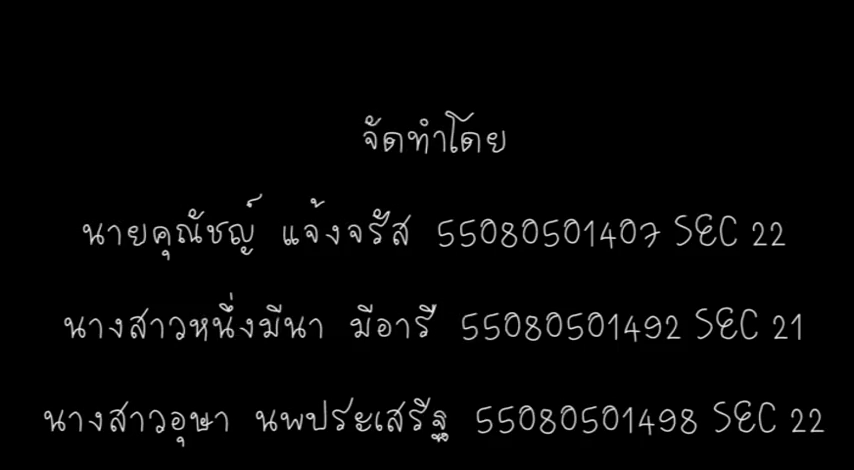 จัดทำโดย
นายคุณัชญ์ แจ้งจรัส 55080501407 SEC 22
นางสาวหนึ่งมีนา มีอารี 55080501492 SEC 21
นางสาวอุษา นพประเสริฐ 55080501498 SEC 22